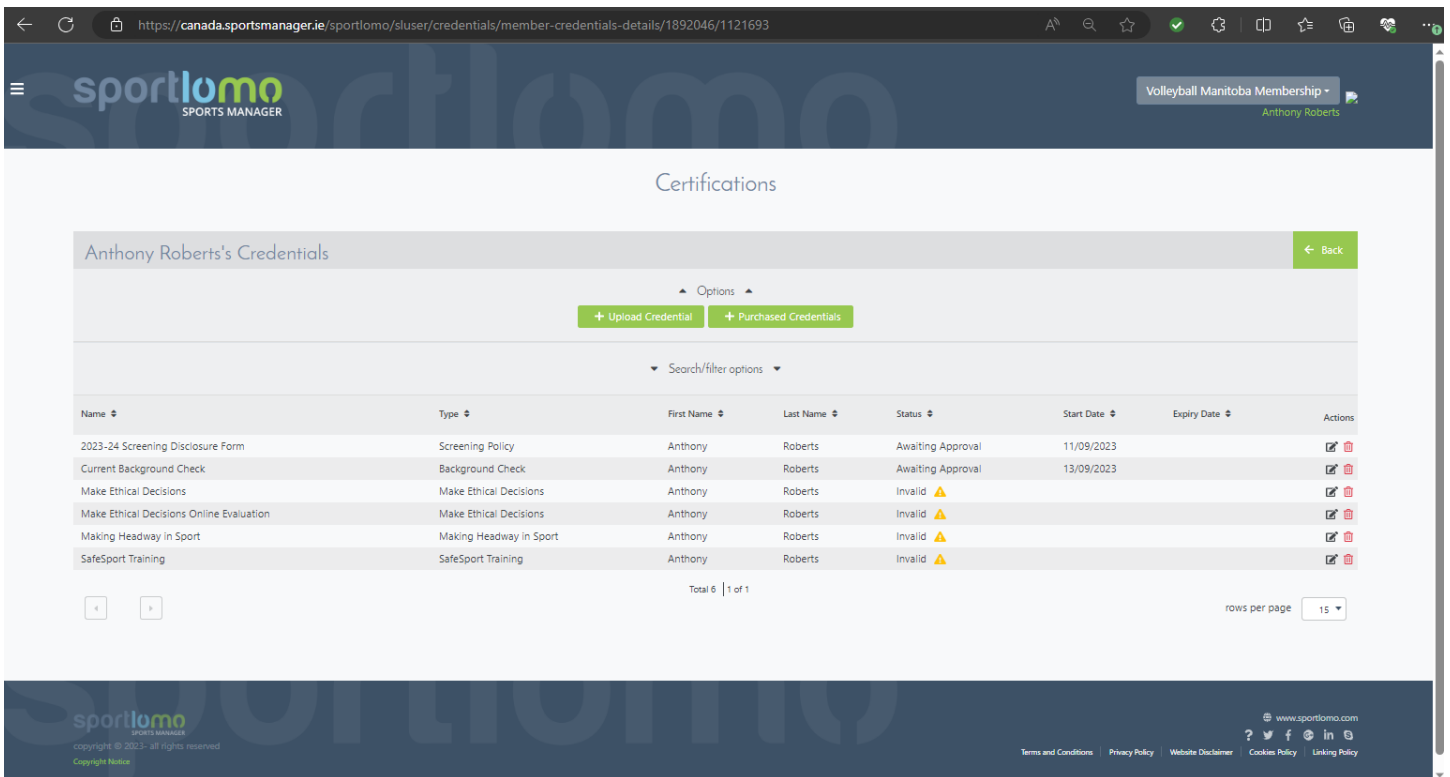 https://canada.sportsmanager.ie/sportlomo/sluser/credentials/member-credentials-details/1892046/1121693
sportlomo
SPORTS MANAGER
Volleyball Manitoba Membership
Anthony Roberts
Certifications
Anthony Roberts's Credentials
← Back
Options
+ Upload Credential + Purchased Credentials
Search/filter options
Name Type First Name Last Name Status Start Date Expiry Date Actions
2023-24 Screening Disclosure Form Screening Policy Anthony Roberts Awaiting Approval 11/09/2023
Current Background Check Background Check Anthony Roberts Awaiting Approval 13/09/2023
Make Ethical Decisions Make Ethical Decisions Anthony Roberts Invalid
Make Ethical Decisions Online Evaluation Make Ethical Decisions Anthony Roberts Invalid
Making Headway in Sport Making Headway in Sport Anthony Roberts Invalid
SafeSport Training SafeSport Training Anthony Roberts Invalid
Total 6 | 1 of 1
rows per page 15
sportlomo
SPORTS MANAGER
copyright © 2023- all rights reserved
Copyright Notice
www.sportlomo.com
Terms and Conditions | Privacy Policy | Website Disclaimer | Cookies Policy | Linking Policy